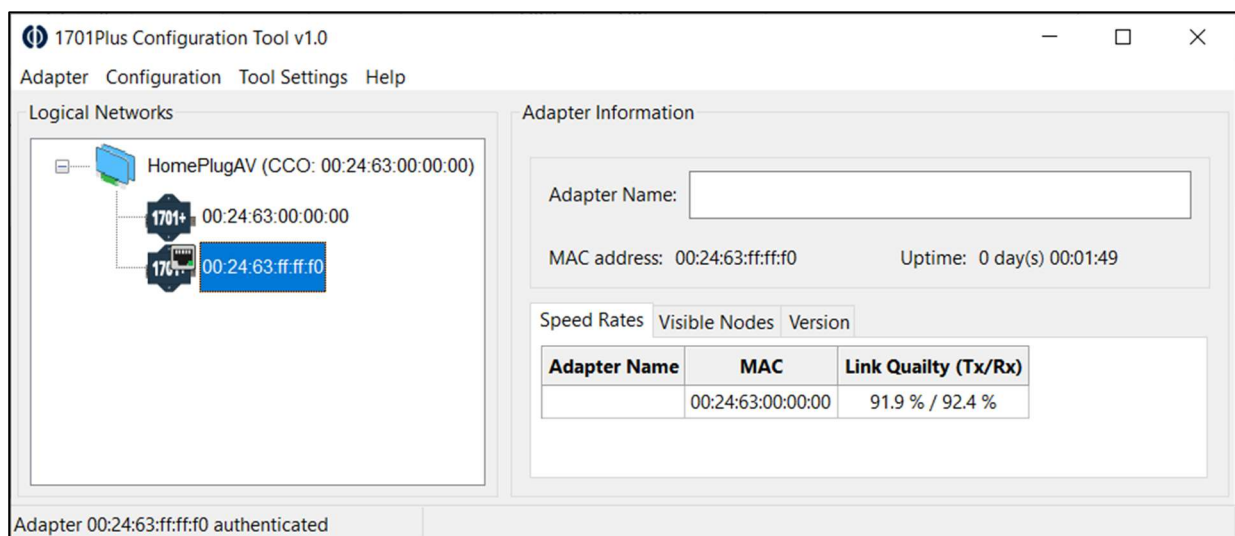 1701Plus Configuration Tool v1.0
Adapter Configuration Tool Settings Help
Logical Networks
HomePlugAV (CCO: 00:24:63:00:00:00)
1701+ 00:24:63:00:00:00
00:24:63:ff:ff:f0
Adapter Information
Adapter Name:
MAC address: 00:24:63:ff:ff:f0 Uptime: 0 day(s) 00:01:49
Speed Rates Visible Nodes Version
Adapter Name MAC Link Quailty (Tx/Rx)
00:24:63:00:00:00 91.9 % / 92.4 %
Adapter 00:24:63:ff:ff:f0 authenticated